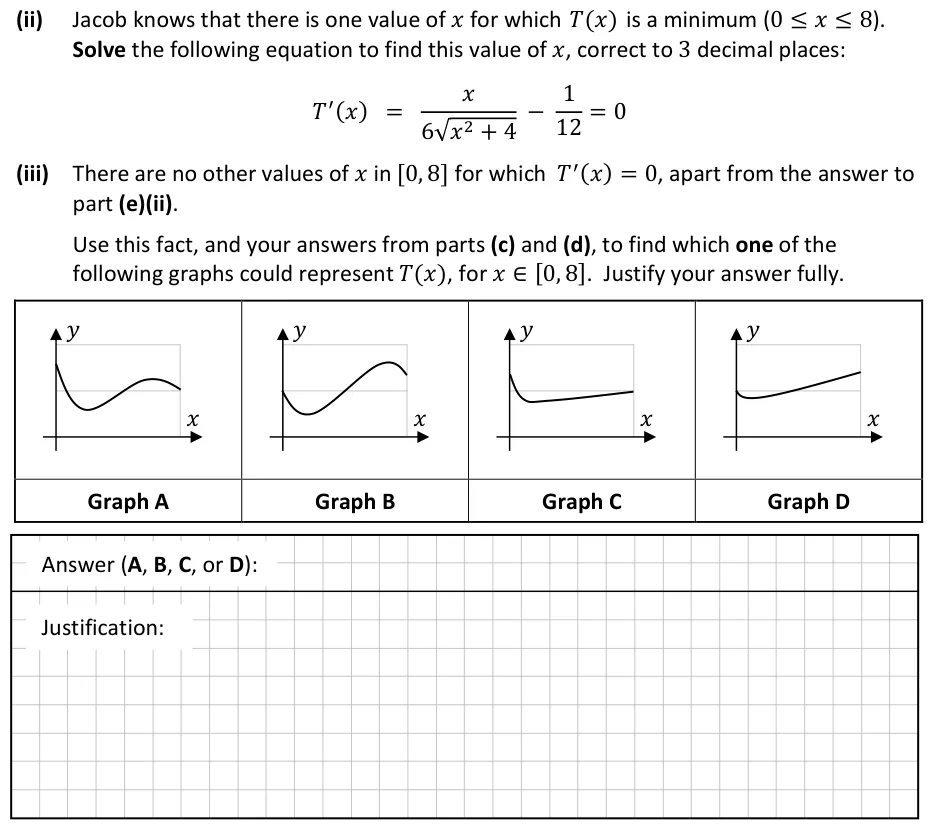 (ii) Jacob knows that there is one value of x for which T(x) is a minimum (0 ≤ x ≤ 8).
Solve the following equation to find this value of x, correct to 3 decimal places:
T′(x) = x/(6√(x² + 4)) − 1/12 = 0
(iii) There are no other values of x in [0, 8] for which T′(x) = 0, apart from the answer to
part (e)(ii).
Use this fact, and your answers from parts (c) and (d), to find which one of the
following graphs could represent T(x), for x ∈ [0, 8]. Justify your answer fully.
y y y y
x x x x
Graph A Graph B Graph C Graph D
Answer (A, B, C, or D):
Justification: